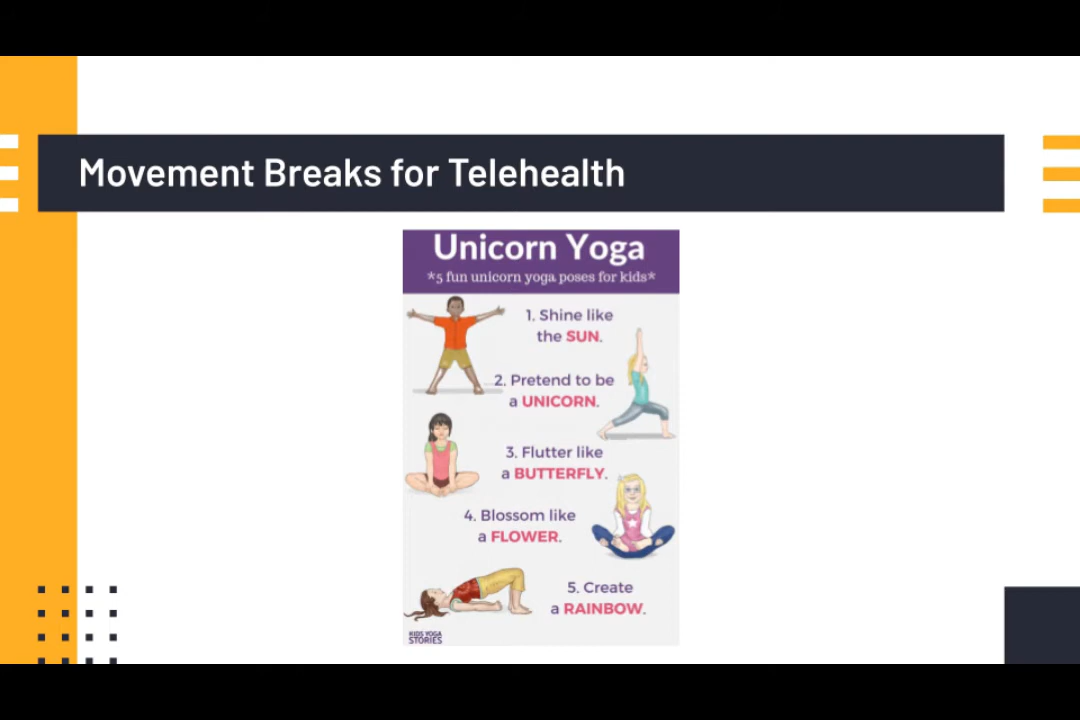 Movement Breaks for Telehealth
Unicorn Yoga
*5 fun unicorn yoga poses for kids*
1. Shine like
the SUN.
2. Pretend to be
a UNICORN.
3. Flutter like
a BUTTERFLY.
4. Blossom like
a FLOWER.
5. Create
a RAINBOW.
KIDS YOGA
STORIES